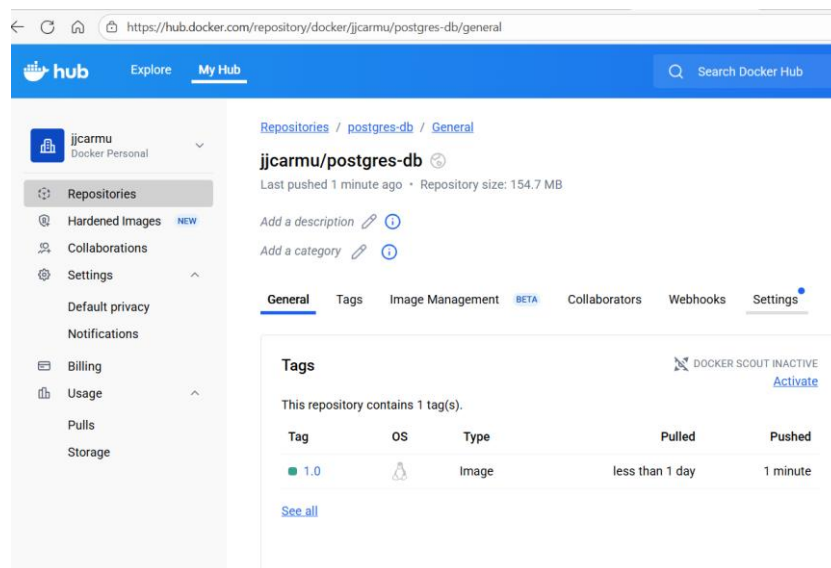 https://hub.docker.com/repository/docker/jjcarmu/postgres-db/general
hub Explore My Hub Search Docker Hub
jjcarmu
Docker Personal
Repositories
Hardened Images NEW
Collaborations
Settings
Default privacy
Notifications
Billing
Usage
Pulls
Storage
Repositories / postgres-db / General
jjcarmu/postgres-db
Last pushed 1 minute ago • Repository size: 154.7 MB
Add a description
Add a category
General Tags Image Management BETA Collaborators Webhooks Settings
Tags
DOCKER SCOUT INACTIVE
Activate
This repository contains 1 tag(s).
Tag OS Type Pulled Pushed
1.0 Image less than 1 day 1 minute
See all